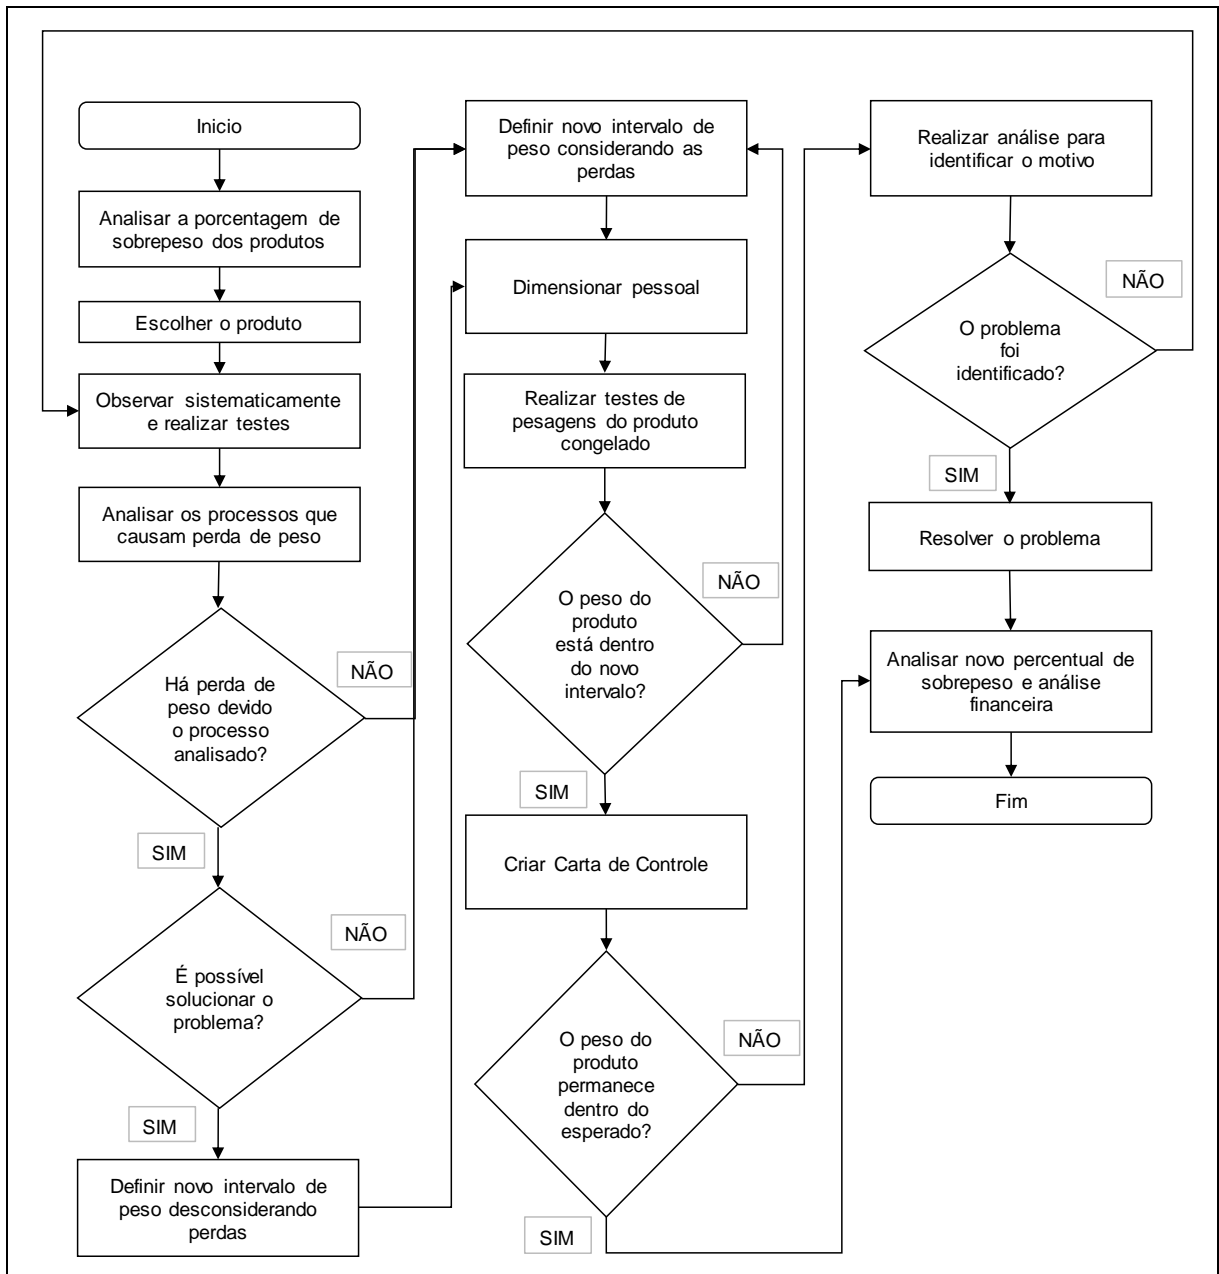 Inicio
Analisar a porcentagem de
sobrepeso dos produtos
Escolher o produto
Observar sistematicamente
e realizar testes
Analisar os processos que
causam perda de peso
NÃO
Há perda de
peso devido
o processo
analisado?
SIM
NÃO
É possível
solucionar o
problema?
SIM
Definir novo intervalo de
peso desconsiderando
perdas
Definir novo intervalo de
peso considerando as
perdas
Dimensionar pessoal
Realizar testes de
pesagens do produto
congelado
NÃO
O peso do
produto
está dentro
do novo
intervalo?
SIM
Criar Carta de Controle
NÃO
O peso do
produto
permanece
dentro do
esperado?
SIM
Realizar análise para
identificar o motivo
NÃO
O problema
foi
identificado?
SIM
Resolver o problema
Analisar novo percentual de
sobrepeso e análise
financeira
Fim